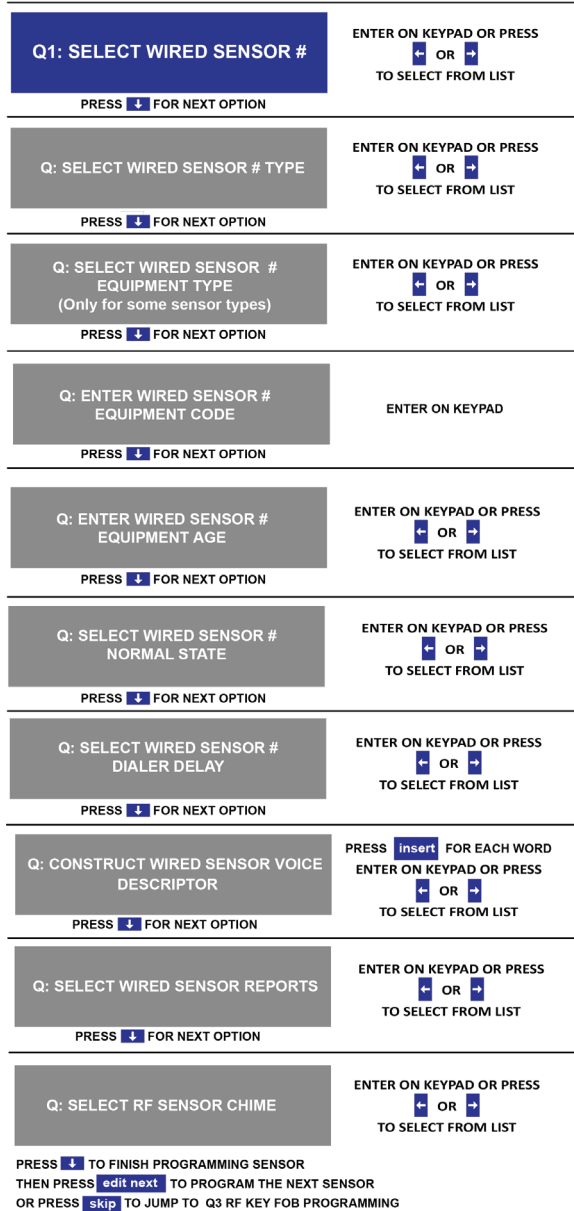 Q1: SELECT WIRED SENSOR #
ENTER ON KEYPAD OR PRESS
← OR →
TO SELECT FROM LIST
PRESS ↓ FOR NEXT OPTION
Q: SELECT WIRED SENSOR # TYPE
ENTER ON KEYPAD OR PRESS
← OR →
TO SELECT FROM LIST
PRESS ↓ FOR NEXT OPTION
Q: SELECT WIRED SENSOR #
EQUIPMENT TYPE
(Only for some sensor types)
ENTER ON KEYPAD OR PRESS
← OR →
TO SELECT FROM LIST
PRESS ↓ FOR NEXT OPTION
Q: ENTER WIRED SENSOR #
EQUIPMENT CODE
ENTER ON KEYPAD
PRESS ↓ FOR NEXT OPTION
Q: ENTER WIRED SENSOR #
EQUIPMENT AGE
ENTER ON KEYPAD OR PRESS
← OR →
TO SELECT FROM LIST
PRESS ↓ FOR NEXT OPTION
Q: SELECT WIRED SENSOR #
NORMAL STATE
ENTER ON KEYPAD OR PRESS
← OR →
TO SELECT FROM LIST
PRESS ↓ FOR NEXT OPTION
Q: SELECT WIRED SENSOR #
DIALER DELAY
ENTER ON KEYPAD OR PRESS
← OR →
TO SELECT FROM LIST
PRESS ↓ FOR NEXT OPTION
Q: CONSTRUCT WIRED SENSOR VOICE
DESCRIPTOR
PRESS insert FOR EACH WORD
ENTER ON KEYPAD OR PRESS
← OR →
TO SELECT FROM LIST
PRESS ↓ FOR NEXT OPTION
Q: SELECT WIRED SENSOR REPORTS
ENTER ON KEYPAD OR PRESS
← OR →
TO SELECT FROM LIST
PRESS ↓ FOR NEXT OPTION
Q: SELECT RF SENSOR CHIME
ENTER ON KEYPAD OR PRESS
← OR →
TO SELECT FROM LIST
PRESS ↓ TO FINISH PROGRAMMING SENSOR
THEN PRESS edit next TO PROGRAM THE NEXT SENSOR
OR PRESS skip TO JUMP TO Q3 RF KEY FOB PROGRAMMING